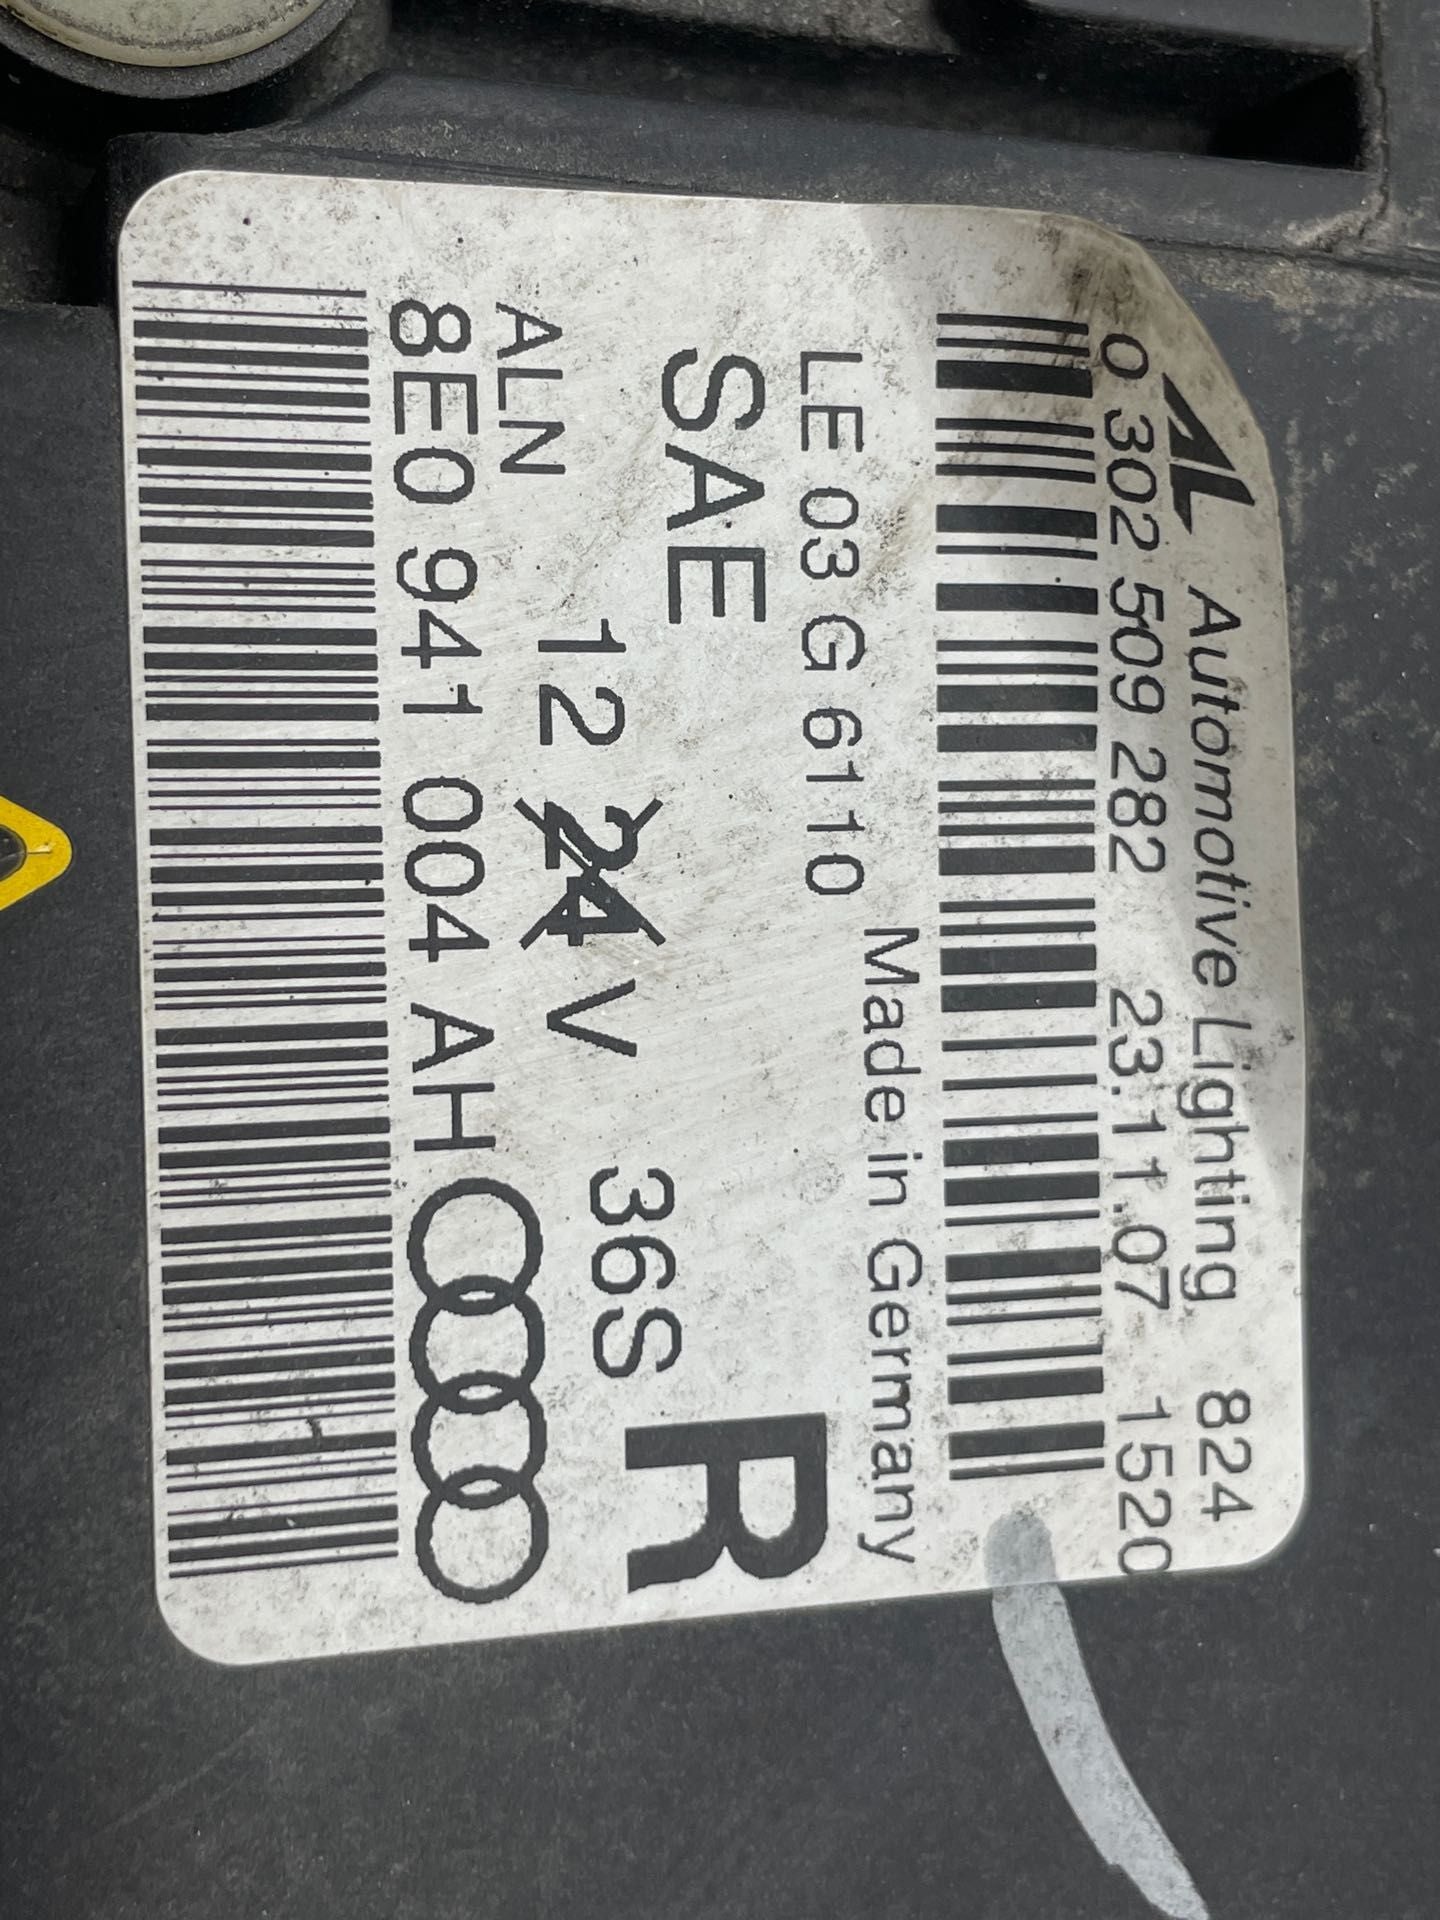 AL Automotive Lighting 824
0 302 509 282 23.11.07 1520
LE 03 G 6110 Made in Germany
SAE R
12 24 V 36S
ALN
8E0 941 004 AH